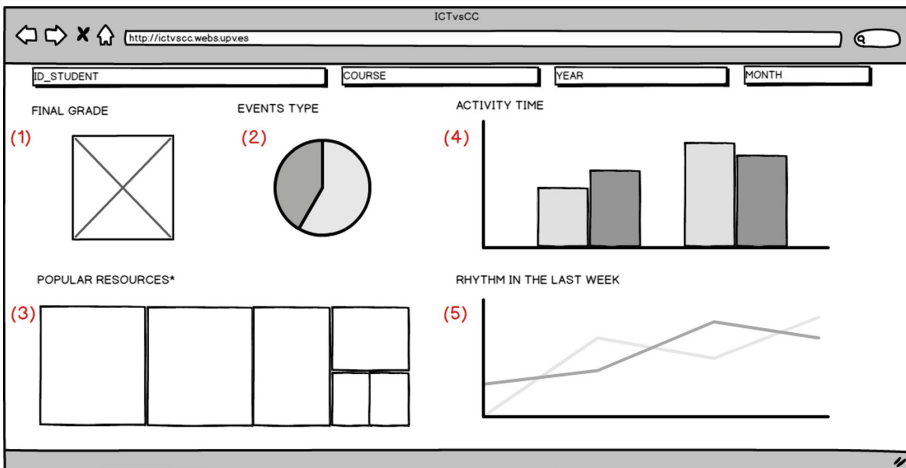 ICTvsCC
http://ictvscc.webs.upv.es
ID_STUDENT
COURSE
YEAR
MONTH
FINAL GRADE
EVENTS TYPE
ACTIVITY TIME
(1)
(2)
(4)
POPULAR RESOURCES*
RHYTHM IN THE LAST WEEK
(3)
(5)